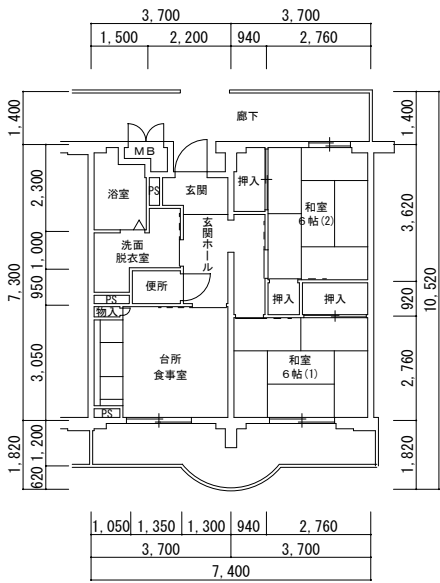 3,700 3,700
1,500 2,200 940 2,760
1,400
廊下
1,400
MB
2,300
浴室
PS
玄関
押入
和室
6帖(2)
3,620
玄関ホール
1,000
洗面
脱衣室
7,300
950
便所
押入
押入
920
10,520
PS
物入
3,050
台所
食事室
和室
6帖(1)
2,760
PS
1,820
1,200
620
1,820
1,050 1,350 1,300 940 2,760
3,700 3,700
7,400